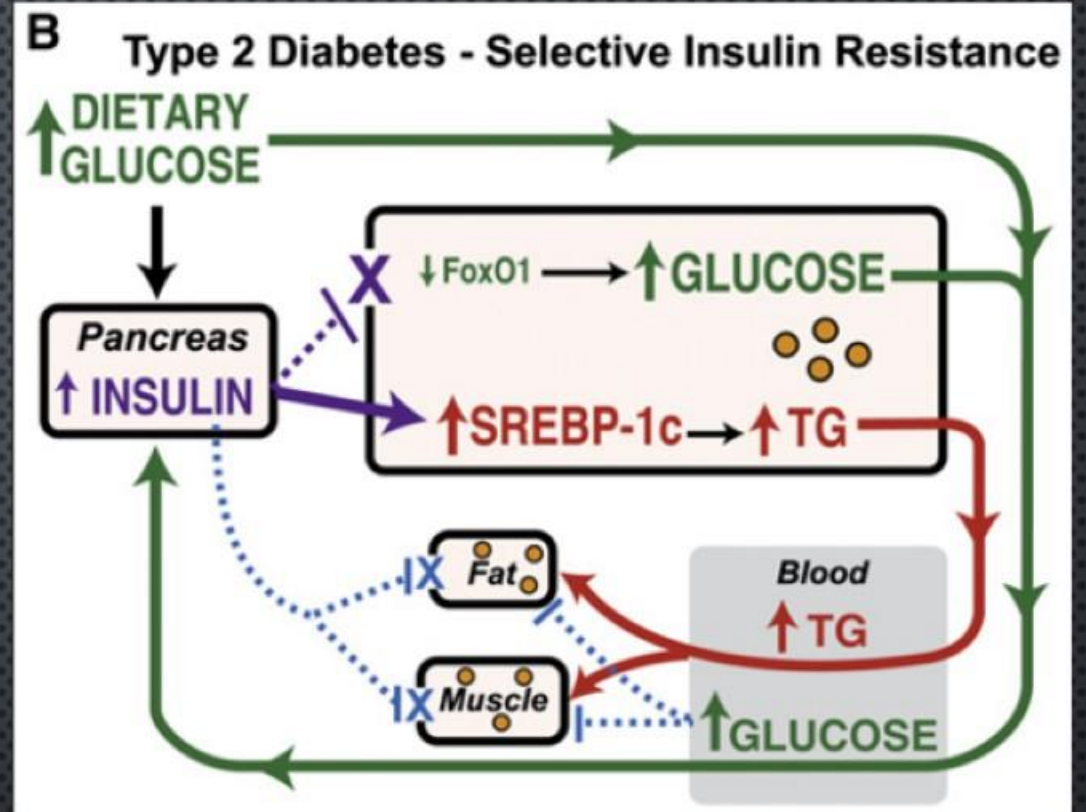 B
Type 2 Diabetes - Selective Insulin Resistance
↑ DIETARY
GLUCOSE
X
↓ FoxO1 → ↑ GLUCOSE
Pancreas
↑ INSULIN
↑ SREBP-1c → ↑ TG
X Fat
Blood
↑ TG
X Muscle
↑ GLUCOSE